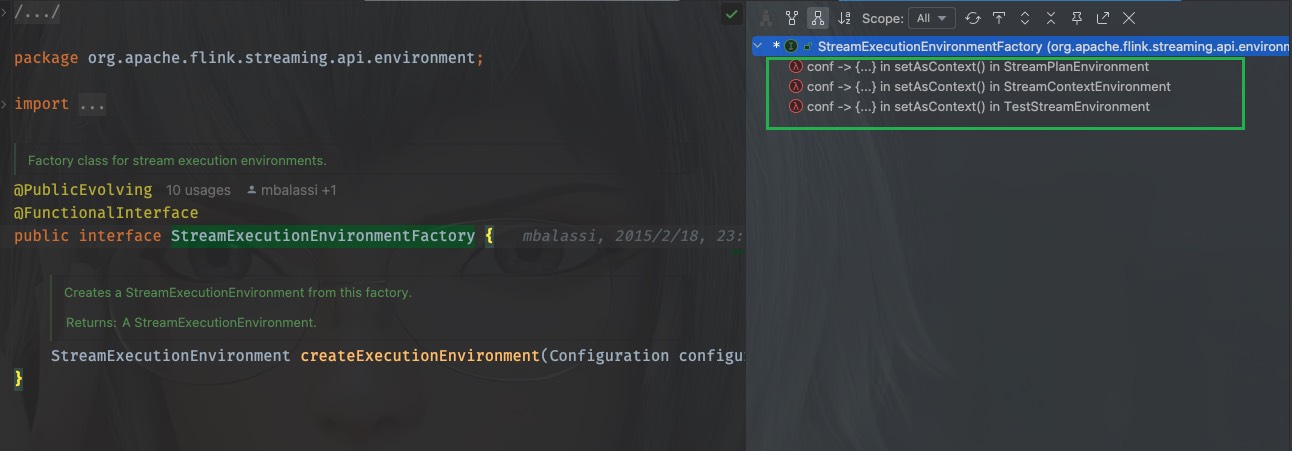 /.../
package org.apache.flink.streaming.api.environment;
import ...
Factory class for stream execution environments.
@PublicEvolving 10 usages mbalassi +1
@FunctionalInterface
public interface StreamExecutionEnvironmentFactory { mbalassi, 2015/2/18, 23:
Creates a StreamExecutionEnvironment from this factory.
Returns: A StreamExecutionEnvironment.
StreamExecutionEnvironment createExecutionEnvironment(Configuration configu
}
Scope: All
* I StreamExecutionEnvironmentFactory (org.apache.flink.streaming.api.environm
λ conf -> {...} in setAsContext() in StreamPlanEnvironment
λ conf -> {...} in setAsContext() in StreamContextEnvironment
λ conf -> {...} in setAsContext() in TestStreamEnvironment